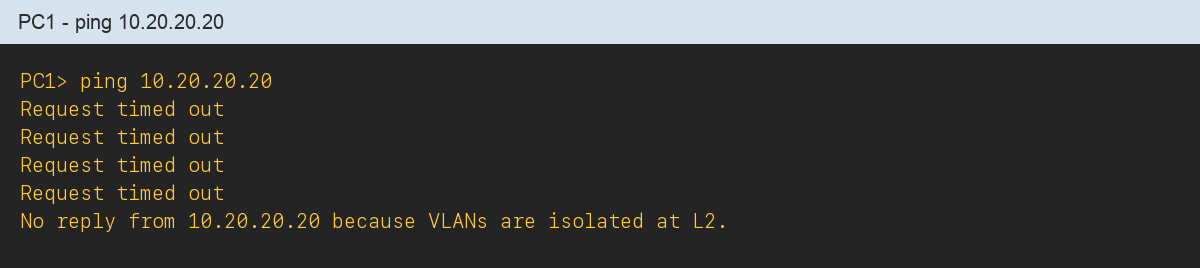 PC1 - ping 10.20.20.20
PC1> ping 10.20.20.20
Request timed out
Request timed out
Request timed out
Request timed out
No reply from 10.20.20.20 because VLANs are isolated at L2.